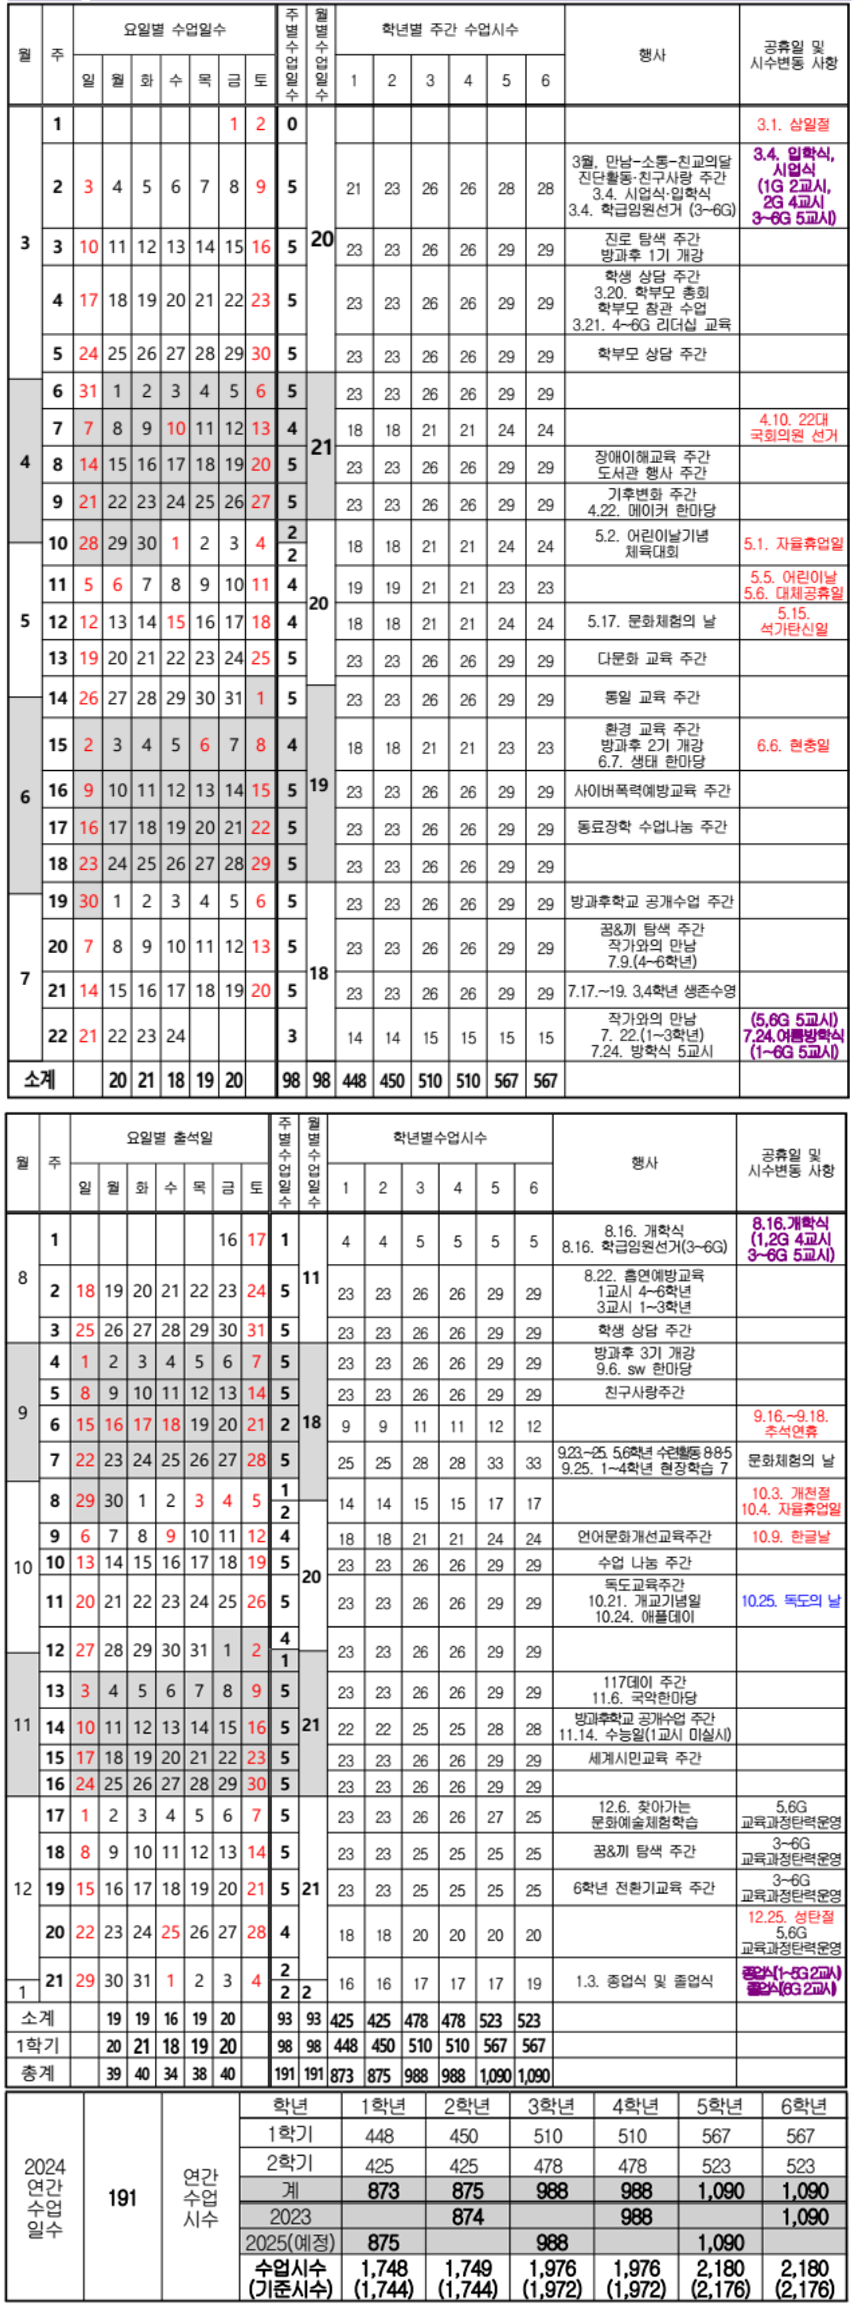 월 주 요일별 수업일수 주별수업일수 월별수업일수 학년별 주간 수업시수 행사 공휴일 및
시수변동 사항
일 월 화 수 목 금 토 1 2 3 4 5 6
3
1 1 2 0 3.1. 삼일절
2 3 4 5 6 7 8 9 5 21 23 26 26 28 28
3월, 만남-소통-친교의달
진단활동·친구사랑 주간
3.4. 시업식·입학식
3.4. 학급임원선거 (3~6G)
3.4. 입학식,
시업식
(1G 2교시,
2G 4교시
3~6G 5교시)
20
3 10 11 12 13 14 15 16 5 23 23 26 26 29 29
진로 탐색 주간
방과후 1기 개강
4 17 18 19 20 21 22 23 5 23 23 26 26 29 29
학생 상담 주간
3.20. 학부모 총회
학부모 참관 수업
3.21. 4~6G 리더십 교육
5 24 25 26 27 28 29 30 5 23 23 26 26 29 29 학부모 상담 주간
4
6 31 1 2 3 4 5 6 5 23 23 26 26 29 29
7 7 8 9 10 11 12 13 4 18 18 21 21 24 24
4.10. 22대
국회의원 선거
21
8 14 15 16 17 18 19 20 5 23 23 26 26 29 29
장애이해교육 주간
도서관 행사 주간
9 21 22 23 24 25 26 27 5 23 23 26 26 29 29
기후변화 주간
4.22. 메이커 한마당
10 28 29 30 1 2 3 4 2 2 18 18 21 21 24 24
5.2. 어린이날기념
체육대회
5.1. 자율휴업일
5
11 5 6 7 8 9 10 11 4 19 19 21 21 23 23
5.5. 어린이날
5.6. 대체공휴일
20
12 12 13 14 15 16 17 18 4 18 18 21 21 24 24 5.17. 문화체험의 날
5.15.
석가탄신일
13 19 20 21 22 23 24 25 5 23 23 26 26 29 29 다문화 교육 주간
14 26 27 28 29 30 31 1 5 23 23 26 26 29 29 통일 교육 주간
6
15 2 3 4 5 6 7 8 4 18 18 21 21 23 23
환경 교육 주간
방과후 2기 개강
6.7. 생태 한마당
6.6. 현충일
19
16 9 10 11 12 13 14 15 5 23 23 26 26 29 29 사이버폭력예방교육 주간
17 16 17 18 19 20 21 22 5 23 23 26 26 29 29 동료장학 수업나눔 주간
18 23 24 25 26 27 28 29 5 23 23 26 26 29 29
19 30 1 2 3 4 5 6 5 23 23 26 26 29 29 방과후학교 공개수업 주간
7
20 7 8 9 10 11 12 13 5 23 23 26 26 29 29
꿈&끼 탐색 주간
작가와의 만남
7.9.(4~6학년)
18
21 14 15 16 17 18 19 20 5 23 23 26 26 29 29 7.17.~19. 3,4학년 생존수영
22 21 22 23 24 3 14 14 15 15 15 15
작가와의 만남
7. 22.(1~3학년)
7.24. 방학식 5교시
(5,6G 5교시)
7.24.여름방학식
(1~6G 5교시)
소계 20 21 18 19 20 98 98 448 450 510 510 567 567
월 주 요일별 출석일 주별수업일수 월별수업일수 학년별수업시수 행사 공휴일 및
시수변동 사항
일 월 화 수 목 금 토 1 2 3 4 5 6
8
1 16 17 1 4 4 5 5 5 5
8.16. 개학식
8.16. 학급임원선거(3~6G)
8.16.개학식
(1,2G 4교시
3~6G 5교시)
11
2 18 19 20 21 22 23 24 5 23 23 26 26 29 29
8.22. 흡연예방교육
1교시 4~6학년
3교시 1~3학년
3 25 26 27 28 29 30 31 5 23 23 26 26 29 29 학생 상담 주간
9
4 1 2 3 4 5 6 7 5 23 23 26 26 29 29
방과후 3기 개강
9.6. sw 한마당
5 8 9 10 11 12 13 14 5 23 23 26 26 29 29 친구사랑주간
18
6 15 16 17 18 19 20 21 2 9 9 11 11 12 12
9.16.~9.18.
추석연휴
7 22 23 24 25 26 27 28 5 25 25 28 28 33 33
9.23.~25. 5,6학년 수련활동 8-8-5
9.25. 1~4학년 현장학습 7
문화체험의 날
8 29 30 1 2 3 4 5 1 2 14 14 15 15 17 17
10.3. 개천절
10.4. 자율휴업일
10
9 6 7 8 9 10 11 12 4 18 18 21 21 24 24 언어문화개선교육주간 10.9. 한글날
20
10 13 14 15 16 17 18 19 5 23 23 26 26 29 29 수업 나눔 주간
11 20 21 22 23 24 25 26 5 23 23 26 26 29 29
독도교육주간
10.21. 개교기념일
10.24. 애플데이
10.25. 독도의 날
12 27 28 29 30 31 1 2 4 1 23 23 26 26 29 29
11
13 3 4 5 6 7 8 9 5 23 23 26 26 29 29
117데이 주간
11.6. 국악한마당
21
14 10 11 12 13 14 15 16 5 22 22 25 25 28 28
방과후학교 공개수업 주간
11.14. 수능일(1교시 미실시)
15 17 18 19 20 21 22 23 5 23 23 26 26 29 29 세계시민교육 주간
16 24 25 26 27 28 29 30 5 23 23 26 26 29 29
12
17 1 2 3 4 5 6 7 5 23 23 26 26 27 25
12.6. 찾아가는
문화예술체험학습
5,6G
교육과정탄력운영
18 8 9 10 11 12 13 14 5 23 23 25 25 25 25 꿈&끼 탐색 주간
3~6G
교육과정탄력운영
21
19 15 16 17 18 19 20 21 5 23 23 25 25 25 25 6학년 전환기교육 주간
3~6G
교육과정탄력운영
20 22 23 24 25 26 27 28 4 18 18 20 20 20 20
12.25. 성탄절
5,6G
교육과정탄력운영
1
21 29 30 31 1 2 3 4 2 2 2 16 16 17 17 17 19 1.3. 종업식 및 졸업식
종업식(1~5G 2교시)
졸업식(6G 2교시)
소계 19 19 16 19 20 93 93 425 425 478 478 523 523
1학기 20 21 18 19 20 98 98 448 450 510 510 567 567
총계 39 40 34 38 40 191 191 873 875 988 988 1,090 1,090
2024
연간
수업
일수
191
연간
수업
시수
학년 1학년 2학년 3학년 4학년 5학년 6학년
1학기 448 450 510 510 567 567
2학기 425 425 478 478 523 523
계 873 875 988 988 1,090 1,090
2023 874 988 1,090
2025(예정) 875 988 1,090
수업시수 1,748 1,749 1,976 1,976 2,180 2,180
(기준시수) (1,744) (1,744) (1,972) (1,972) (2,176) (2,176)